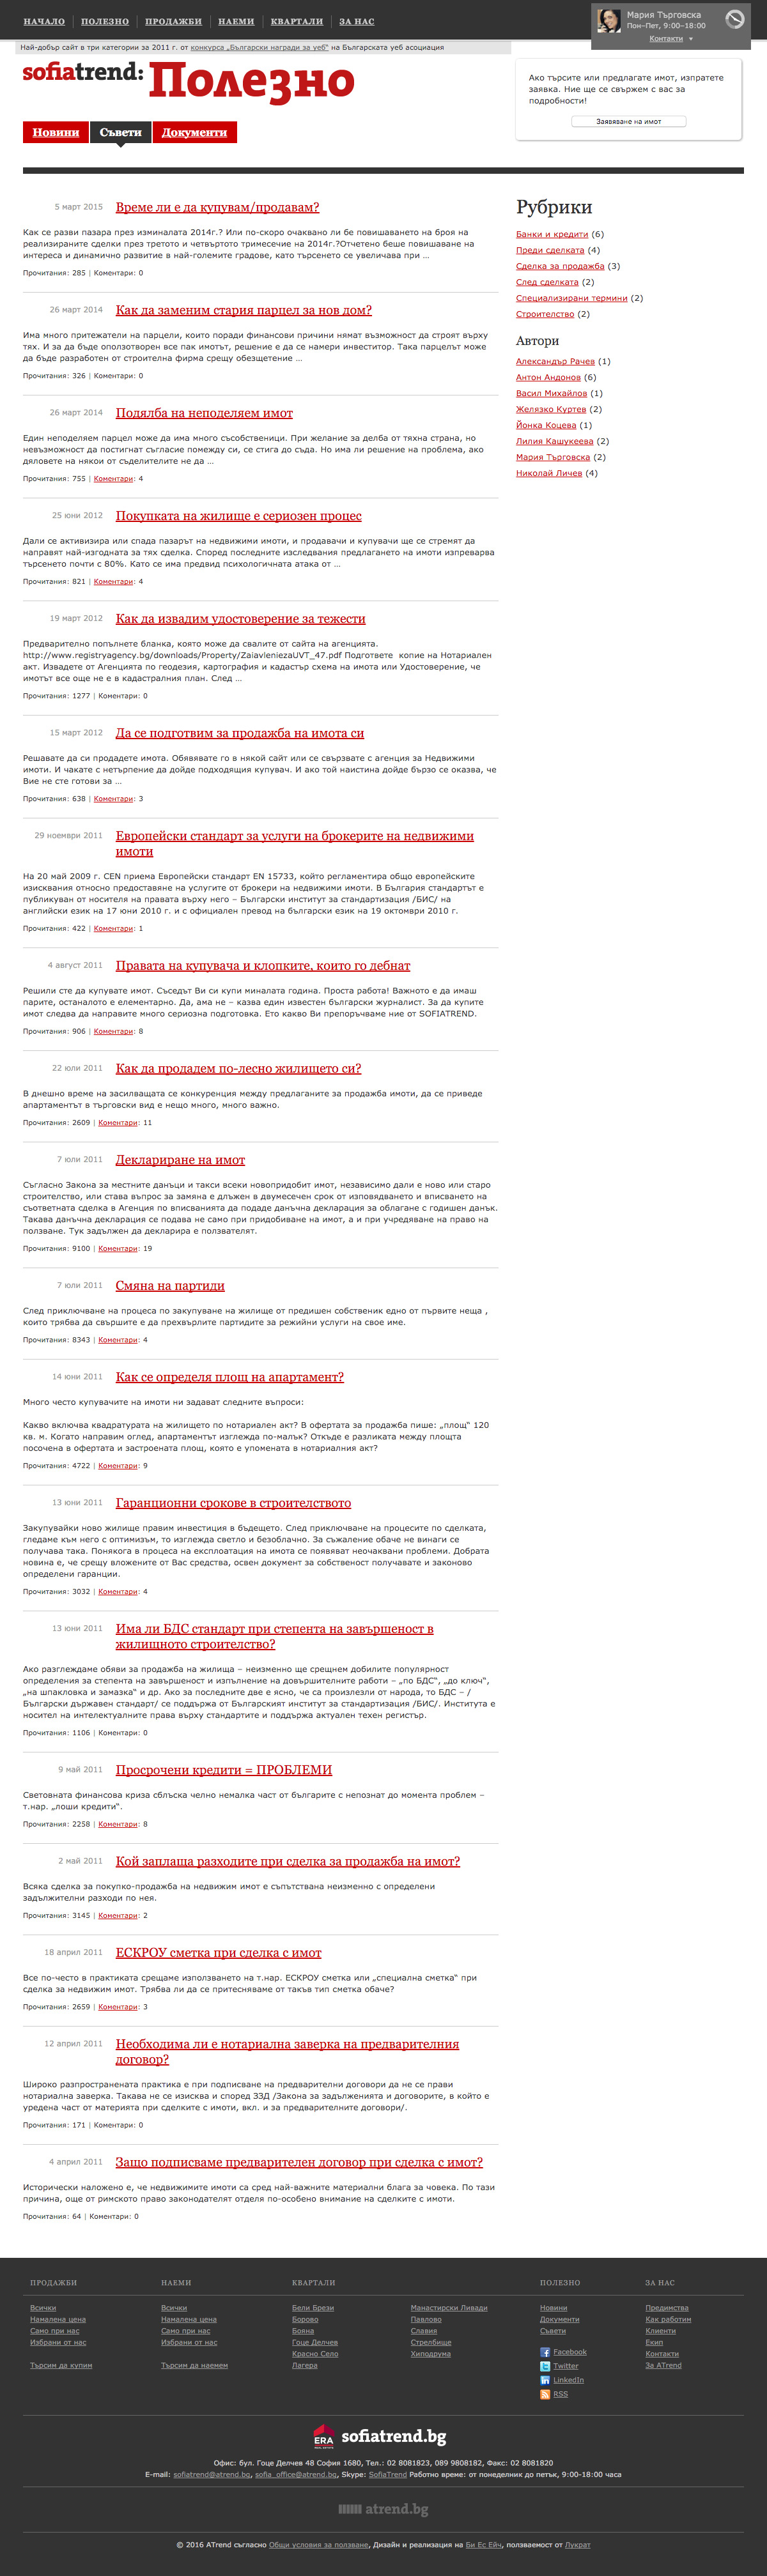 НАЧАЛО
ПОЛЕЗНО
ПРОДАЖБИ
НАЕМИ
КВАРТАЛИ
ЗА НАС
Мария Търговска
Пон–Пет, 9:00–18:00
Контакти
Най-добър сайт в три категории за 2011 г. от конкурса „Български награди за уеб“ на Българската уеб асоциация
sofiatrend: Полезно
Ако търсите или предлагате имот, изпратете
заявка. Ние ще се свържем с вас за
подробности!
Заявяване на имот
Новини
Съвети
Документи
5 март 2015 Време ли е да купувам/продавам?
Как се разви пазара през изминалата 2014г.? Или по-скоро очаквано ли бе повишаването на броя на
реализираните сделки през третото и четвъртото тримесечие на 2014г.?Отчетено беше повишаване на
интереса и динамично развитие в най-големите градове, като търсенето се увеличава при …
Прочитания: 285 | Коментари: 0
26 март 2014 Как да заменим стария парцел за нов дом?
Има много притежатели на парцели, които поради финансови причини нямат възможност да строят върху
тях. И за да бъде оползотворен все пак имотът, решение е да се намери инвеститор. Така парцелът може
да бъде разработен от строителна фирма срещу обезщетение …
Прочитания: 326 | Коментари: 0
26 март 2014 Подялба на неподеляем имот
Един неподеляем парцел може да има много съсобственици. При желание за делба от тяхна страна, но
невъзможност да постигнат съгласие помежду си, се стига до съда. Но има ли решение на проблема, ако
дяловете на някои от съделителите не да …
Прочитания: 755 | Коментари: 4
25 юни 2012 Покупката на жилище е сериозен процес
Дали се активизира или спада пазарът на недвижими имоти, и продавачи и купувачи ще се стремят да
направят най-изгодната за тях сделка. Според последните изследвания предлагането на имоти изпреварва
търсенето почти с 80%. Като се има предвид психологичната атака от …
Прочитания: 821 | Коментари: 4
19 март 2012 Как да извадим удостоверение за тежести
Предварително попълнете бланка, която може да свалите от сайта на агенцията.
http://www.registryagency.bg/downloads/Property/ZaiavleniezaUVT_47.pdf Подгответе копие на Нотариален
акт. Извадете от Агенцията по геодезия, картография и кадастър схема на имота или Удостоверение, че
имотът все още не е в кадастралния план. След …
Прочитания: 1277 | Коментари: 0
15 март 2012 Да се подготвим за продажба на имота си
Решавате да си продадете имота. Обявявате го в някой сайт или се свързвате с агенция за Недвижими
имоти. И чакате с нетърпение да дойде подходящия купувач. И ако той наистина дойде бързо се оказва, че
Вие не сте готови за …
Прочитания: 638 | Коментари: 3
29 ноември 2011 Европейски стандарт за услуги на брокерите на недвижими
имоти
На 20 май 2009 г. CEN приема Европейски стандарт EN 15733, който регламентира общо европейските
изисквания относно предоставяне на услугите от брокери на недвижими имоти. В България стандартът е
публикуван от носителя на правата върху него – Български институт за стандартизация /БИС/ на
английски език на 17 юни 2010 г. и с официален превод на български език на 19 октомври 2010 г.
Прочитания: 422 | Коментари: 1
4 август 2011 Правата на купувача и клопките, които го дебнат
Решили сте да купувате имот. Съседът Ви си купи миналата година. Проста работа! Важното е да имаш
парите, останалото е елементарно. Да, ама не – казва един известен български журналист. За да купите
имот следва да направите много сериозна подготовка. Ето какво Ви препоръчваме ние от SOFIATREND.
Прочитания: 906 | Коментари: 8
22 юли 2011 Как да продадем по-лесно жилището си?
В днешно време на засилващата се конкуренция между предлаганите за продажба имоти, да се приведе
апартаментът в търговски вид е нещо много, много важно.
Прочитания: 2609 | Коментари: 11
7 юли 2011 Деклариране на имот
Съгласно Закона за местните данъци и такси всеки новопридобит имот, независимо дали е ново или старо
строителство, или става въпрос за замяна е длъжен в двумесечен срок от изповядването и вписването на
съответната сделка в Агенция по вписванията да подаде данъчна декларация за облагане с годишен данък.
Такава данъчна декларация се подава не само при придобиване на имот, а и при учредяване на право на
ползване. Тук задължен да декларира е ползвателят.
Прочитания: 9100 | Коментари: 19
7 юли 2011 Смяна на партиди
След приключване на процеса по закупуване на жилище от предишен собственик едно от първите неща ,
които трябва да свършите е да прехвърлите партидите за режийни услуги на свое име.
Прочитания: 8343 | Коментари: 4
14 юни 2011 Как се определя площ на апартамент?
Много често купувачите на имоти ни задават следните въпроси:
Какво включва квадратурата на жилището по нотариален акт? В офертата за продажба пише: „площ“ 120
кв. м. Когато направим оглед, апартаментът изглежда по-малък? Откъде е разликата между площта
посочена в офертата и застроената площ, която е упомената в нотариалния акт?
Прочитания: 4722 | Коментари: 9
13 юни 2011 Гаранционни срокове в строителството
Закупувайки ново жилище правим инвестиция в бъдещето. След приключване на процесите по сделката,
гледаме към него с оптимизъм, то изглежда светло и безоблачно. За съжаление обаче не винаги се
получава така. Понякога в процеса на експлоатация на имота се появяват неочаквани проблеми. Добрата
новина е, че срещу вложените от Вас средства, освен документ за собственост получавате и законово
определени гаранции.
Прочитания: 3032 | Коментари: 4
13 юни 2011 Има ли БДС стандарт при степента на завършеност в
жилищното строителство?
Ако разглеждаме обяви за продажба на жилища – неизменно ще срещнем добилите популярност
определения за степента на завършеност и изпълнение на довършителните работи – „по БДС“, „до ключ“,
„на шпакловка и замазка“ и др. Ако за последните две е ясно, че са произлезли от народа, то БДС – /
Български държавен стандарт/ се поддържа от Българският институт за стандартизация /БИС/. Института е
носител на интелектуалните права върху стандартите и поддържа актуален техен регистър.
Прочитания: 1106 | Коментари: 0
9 май 2011 Просрочени кредити = ПРОБЛЕМИ
Световната финансова криза сблъска челно немалка част от българите с непознат до момента проблем –
т.нар. „лоши кредити“.
Прочитания: 2258 | Коментари: 8
2 май 2011 Кой заплаща разходите при сделка за продажба на имот?
Всяка сделка за покупко-продажба на недвижим имот е съпътствана неизменно с определени
задължителни разходи по нея.
Прочитания: 3145 | Коментари: 2
18 април 2011 ЕСКРОУ сметка при сделка с имот
Все по-често в практиката срещаме използването на т.нар. ЕСКРОУ сметка или „специална сметка“ при
сделка за недвижим имот. Трябва ли да се притесняваме от такъв тип сметка обаче?
Прочитания: 2659 | Коментари: 3
12 април 2011 Необходима ли е нотариална заверка на предварителния
договор?
Широко разпространената практика е при подписване на предварителни договори да не се прави
нотариална заверка. Такава не се изисква и според ЗЗД /Закона за задълженията и договорите, в който е
уредена част от материята при сделките с имоти, вкл. и за предварителните договори/.
Прочитания: 171 | Коментари: 0
4 април 2011 Защо подписваме предварителен договор при сделка с имот?
Исторически наложено е, че недвижимите имоти са сред най-важните материални блага за човека. По тази
причина, още от римското право законодателят отделя по-особено внимание на сделките с имоти.
Прочитания: 64 | Коментари: 0
Рубрики
Банки и кредити (6)
Преди сделката (4)
Сделка за продажба (3)
След сделката (2)
Специализирани термини (2)
Строителство (2)
Автори
Александър Рачев (1)
Антон Андонов (6)
Васил Михайлов (1)
Желязко Куртев (2)
Йонка Коцева (1)
Лилия Кашукеева (2)
Мария Търговска (2)
Николай Личев (4)
ПРОДАЖБИ
Всички
Намалена цена
Само при нас
Избрани от нас
Търсим да купим
НАЕМИ
Всички
Намалена цена
Само при нас
Избрани от нас
Търсим да наемем
КВАРТАЛИ
Бели Брези
Борово
Бояна
Гоце Делчев
Красно Село
Лагера
Манастирски Ливади
Павлово
Славия
Стрелбище
Хиподрума
ПОЛЕЗНО
Новини
Документи
Съвети
Facebook
Twitter
LinkedIn
RSS
ЗА НАС
Предимства
Как работим
Клиенти
Екип
Контакти
За ATrend
ERA
REAL ESTATE
sofiatrend.bg
Офис: бул. Гоце Делчев 48 София 1680, Тел.: 02 8081823, 089 9808182, Факс: 02 8081820
E-mail: sofiatrend@atrend.bg, sofia_office@atrend.bg, Skype: SofiaTrend Работно време: от понеделник до петък, 9:00-18:00 часа
atrend.bg
© 2016 ATrend съгласно Общи условия за ползване, Дизайн и реализация на Би Ес Ейч, ползваемост от Лукрат